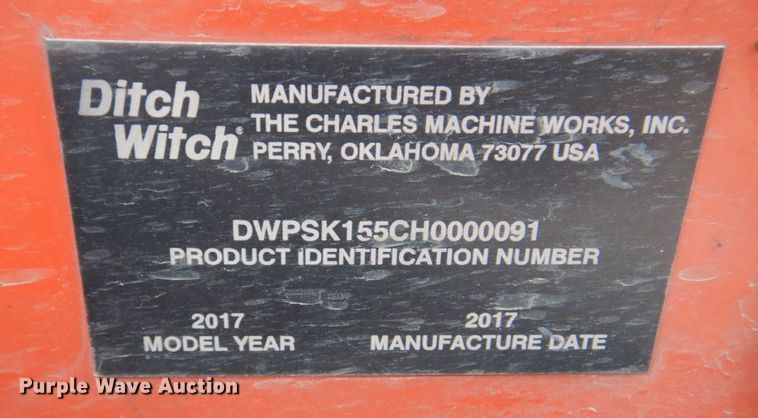 Ditch
Witch®
MANUFACTURED BY
THE CHARLES MACHINE WORKS, INC.
PERRY, OKLAHOMA 73077 USA
DWPSK155CH0000091
PRODUCT IDENTIFICATION NUMBER
2017
MODEL YEAR
2017
MANUFACTURE DATE
Purple Wave Auction